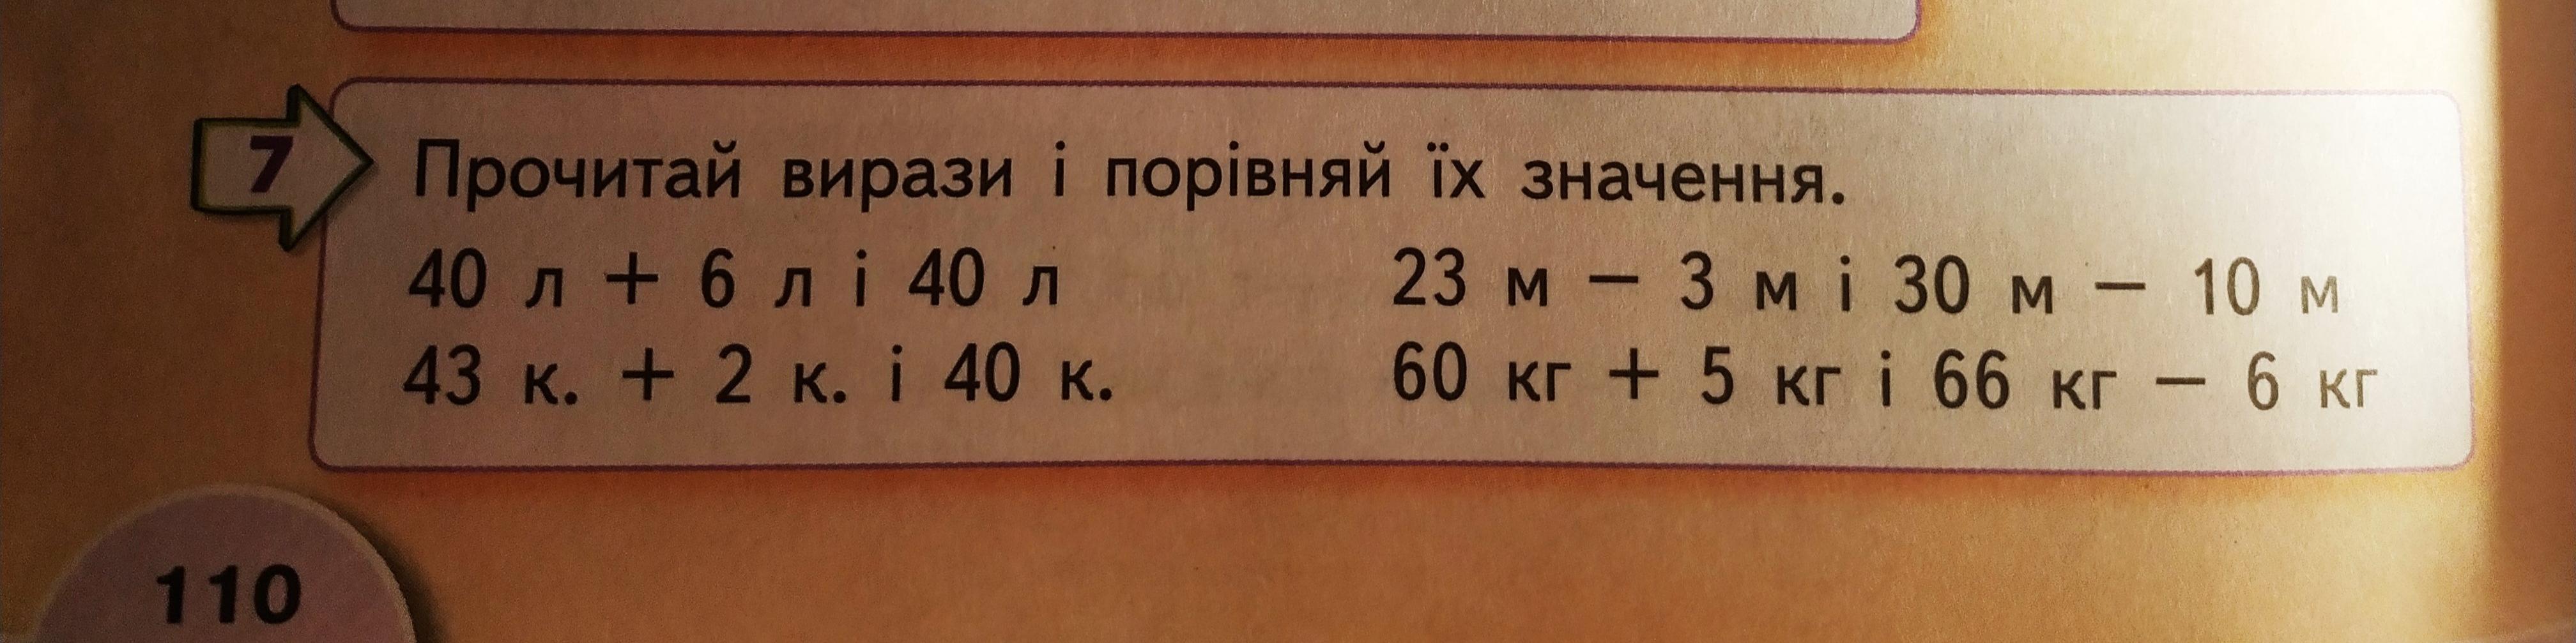 7 Прочитай вирази і порівняй їх значення.
40 л + 6 л і 40 л
23 м − 3 м і 30 м − 10 м
43 к. + 2 к. і 40 к.
60 кг + 5 кг і 66 кг − 6 кг
110